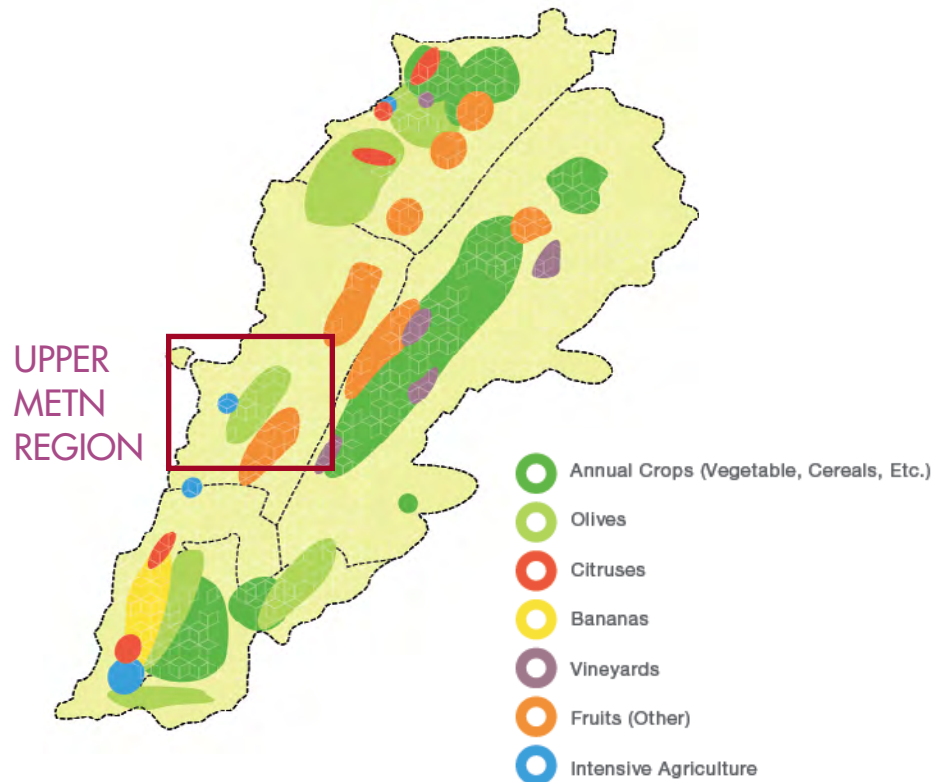 UPPER
METN
REGION
Annual Crops (Vegetable, Cereals, Etc.)
Olives
Citruses
Bananas
Vineyards
Fruits (Other)
Intensive Agriculture